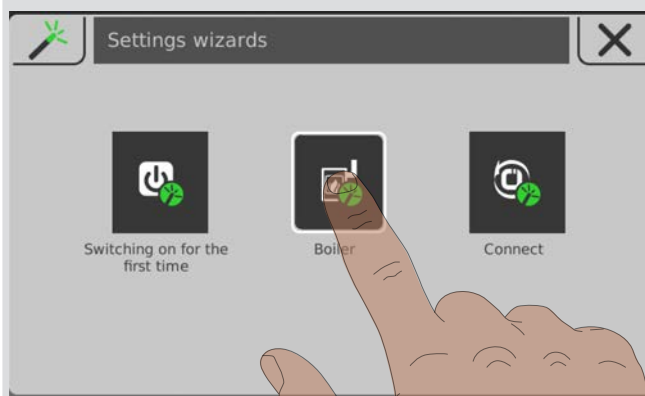 Settings wizards
Switching on for the
first time
Boiler
Connect